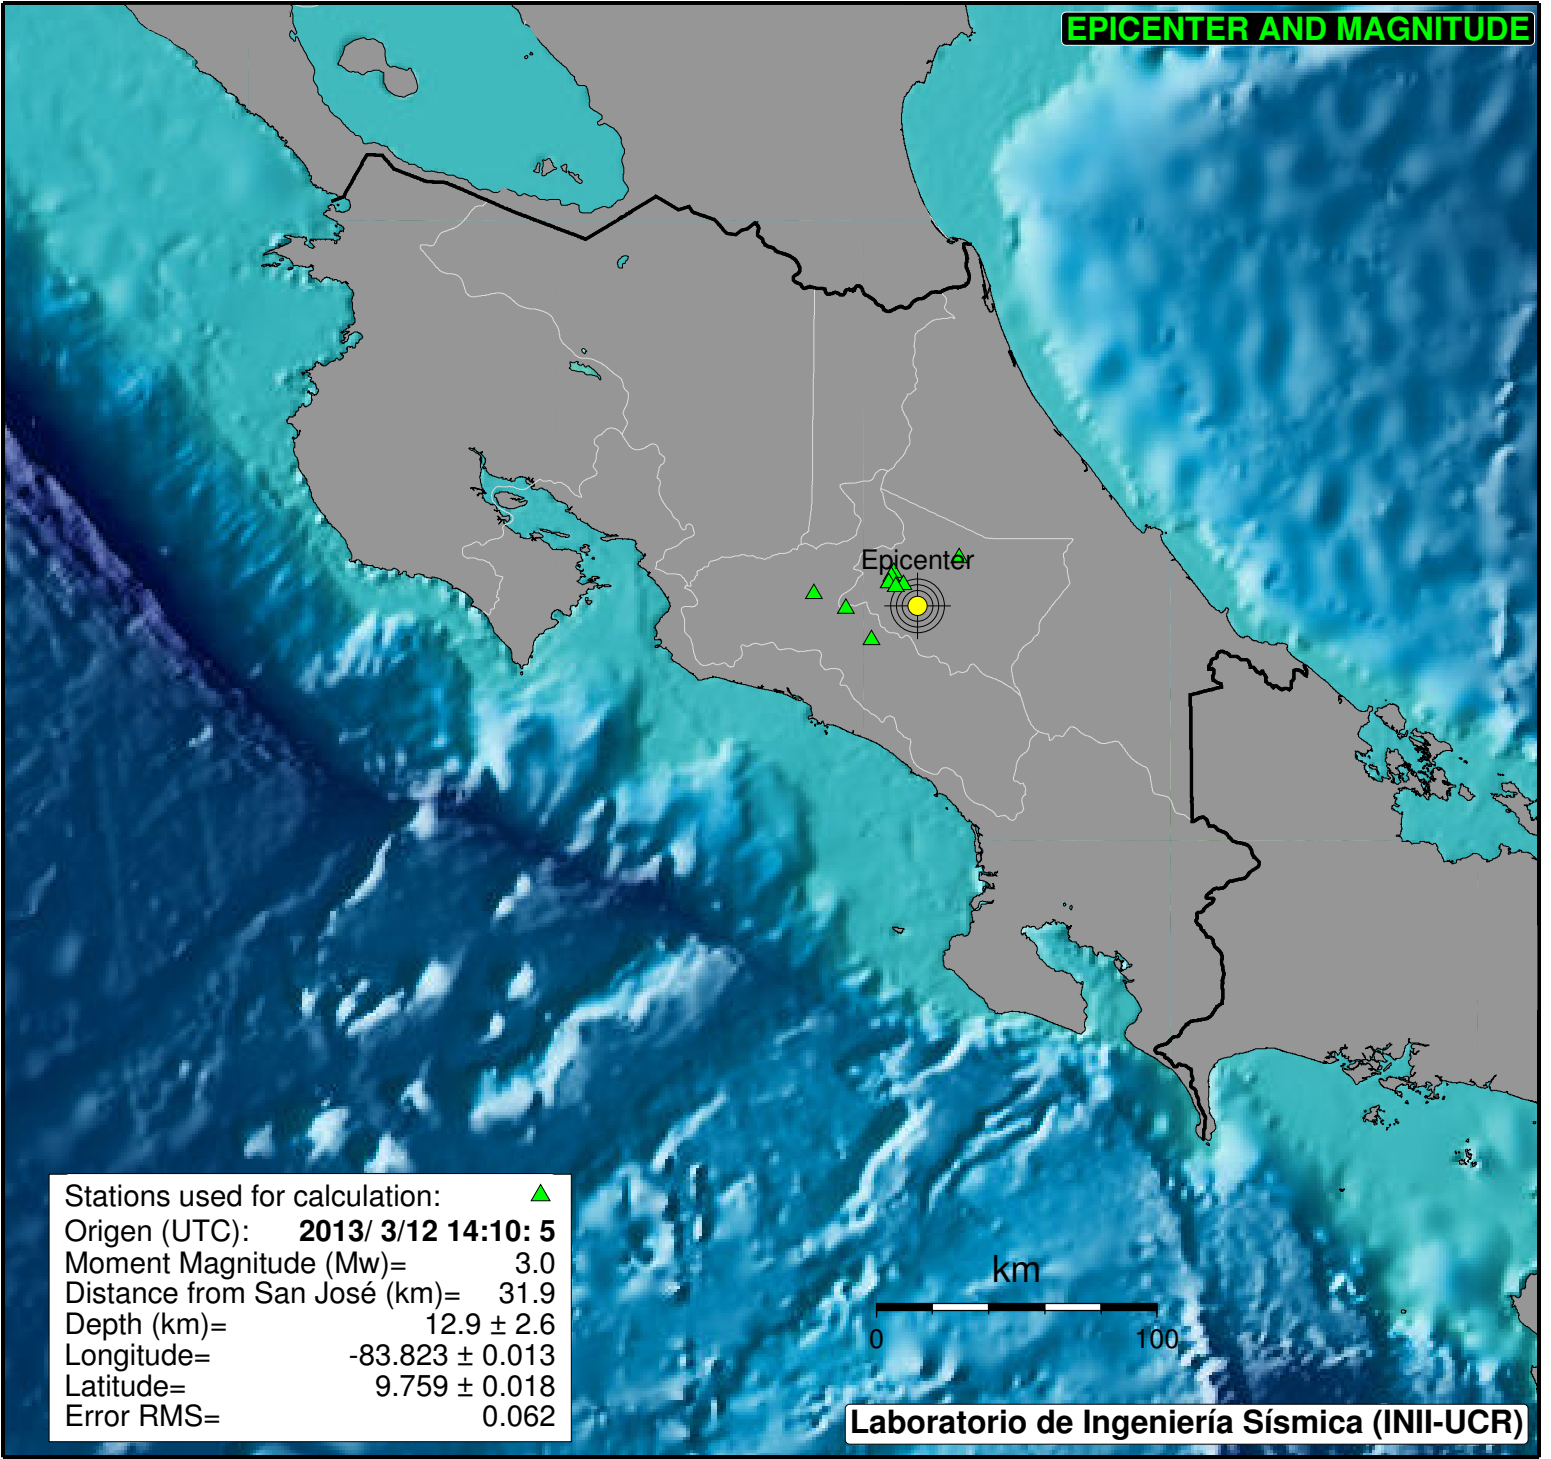 EPICENTER AND MAGNITUDE
Epicenter
Stations used for calculation:
Origen (UTC): 2013/ 3/12 14:10: 5
Moment Magnitude (Mw)= 3.0
Distance from San José (km)= 31.9
Depth (km)= 12.9 ± 2.6
Longitude= -83.823 ± 0.013
Latitude= 9.759 ± 0.018
Error RMS= 0.062
km
0 100
Laboratorio de Ingeniería Sísmica (INII-UCR)